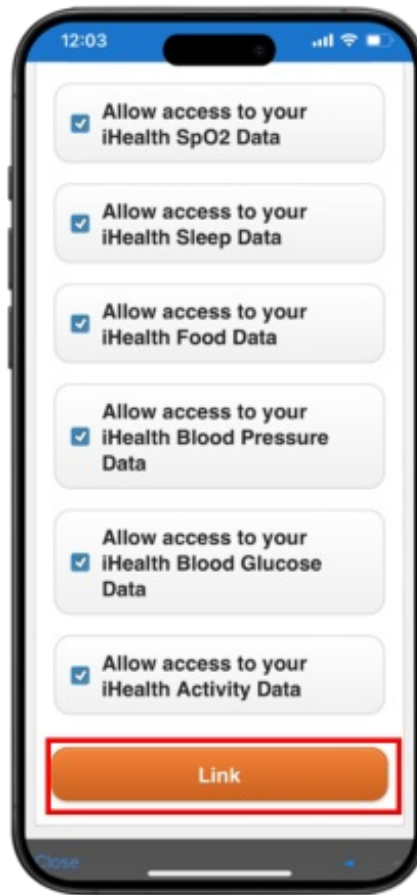 12:03
Allow access to your
iHealth SpO2 Data
Allow access to your
iHealth Sleep Data
Allow access to your
iHealth Food Data
Allow access to your
iHealth Blood Pressure
Data
Allow access to your
iHealth Blood Glucose
Data
Allow access to your
iHealth Activity Data
Link
Close